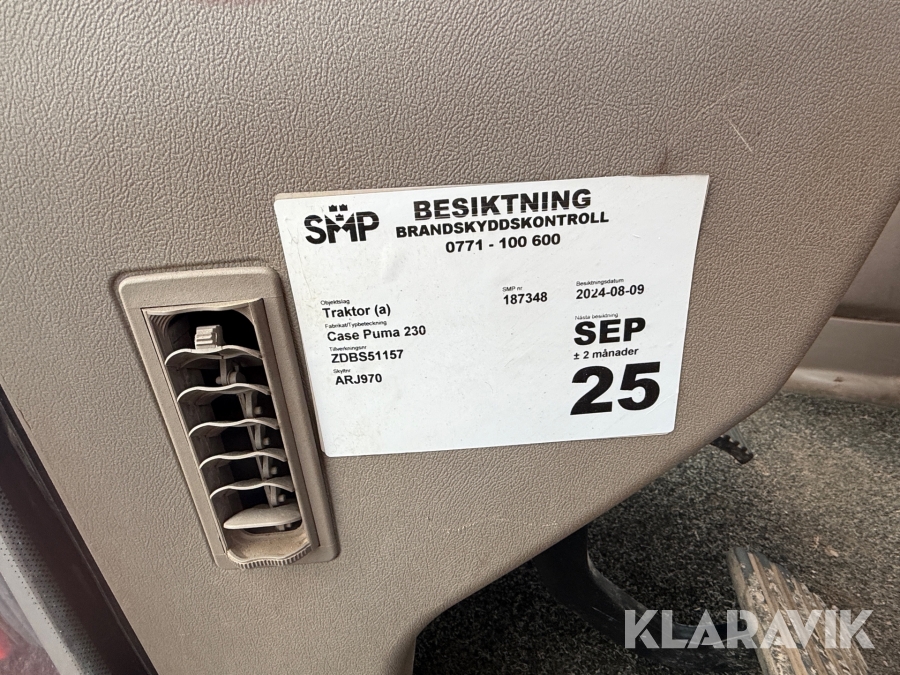 SMP
BESIKTNING
BRANDSKYDDSKONTROLL
0771 - 100 600
Objektslag
Traktor (a)
SMP nr
187348
Besiktningsdatum
2024-08-09
Fabrikat/Typbeteckning
Case Puma 230
Tillverkningsnr
ZDBS51157
Skyltnr
ARJ970
Nästa besiktning
SEP
± 2 månader
25
KLARAVIK